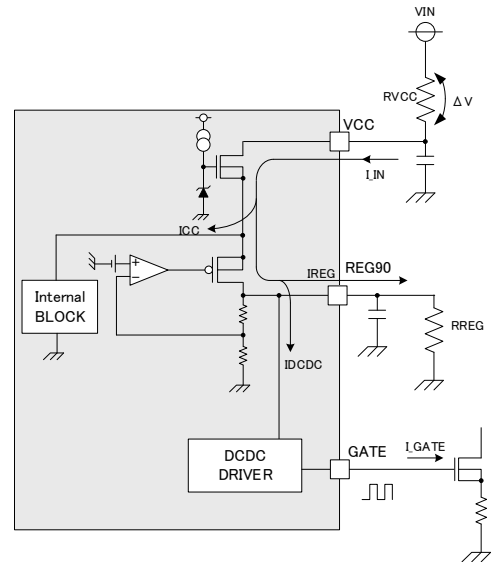 VIN
RVCC
ΔV
VCC
I_IN
ICC
IREG
REG90
Internal
BLOCK
RREG
IDCDC
DCDC
DRIVER
GATE
I_GATE